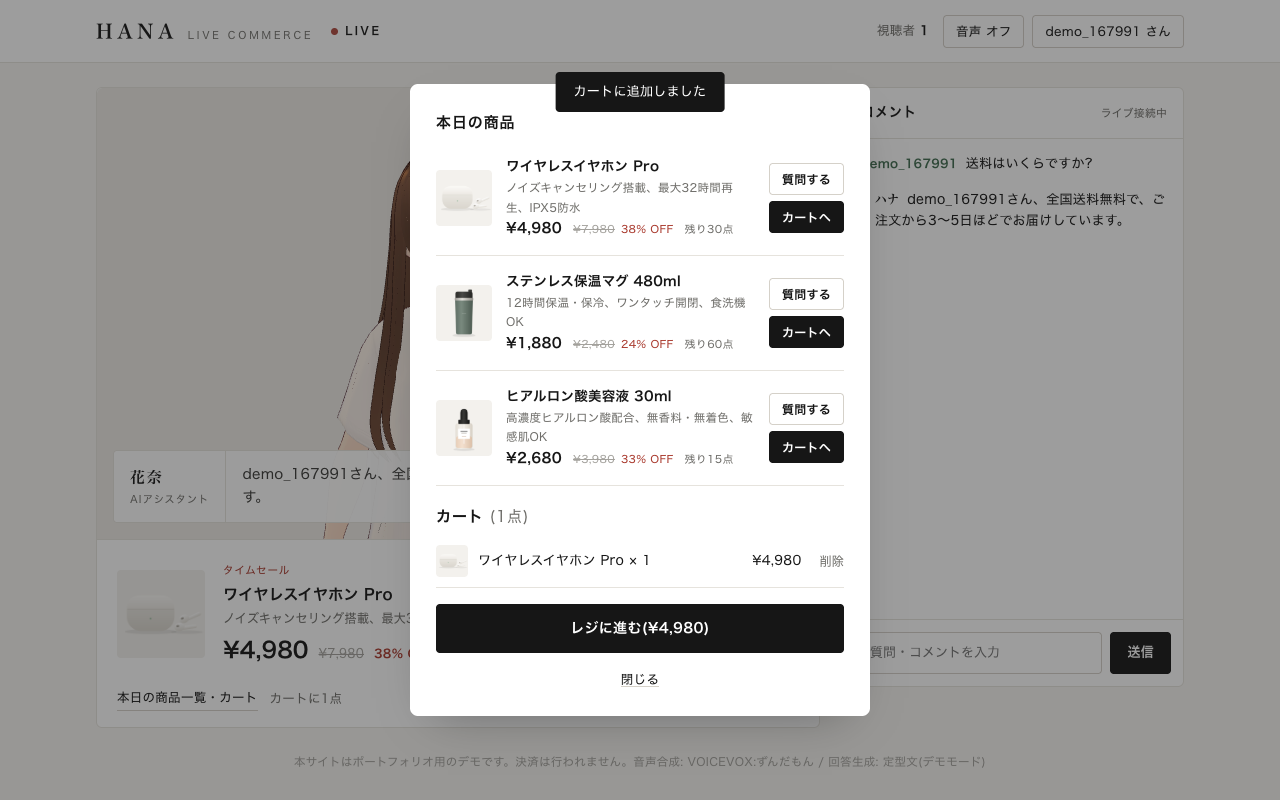 HANA LIVE COMMERCE LIVE
視聴者 1 音声 オフ demo_167991 さん
カートに追加しました
本日の商品
ワイヤレスイヤホン Pro
ノイズキャンセリング搭載、最大32時間再
生、IPX5防水
¥4,980 ¥7,980 38% OFF 残り30点
質問する
カートへ
ステンレス保温マグ 480ml
12時間保温・保冷、ワンタッチ開閉、食洗機
OK
¥1,880 ¥2,480 24% OFF 残り60点
質問する
カートへ
ヒアルロン酸美容液 30ml
高濃度ヒアルロン酸配合、無香料・無着色、敏
感肌OK
¥2,680 ¥3,980 33% OFF 残り15点
質問する
カートへ
カート (1点)
ワイヤレスイヤホン Pro × 1 ¥4,980 削除
レジに進む(¥4,980)
閉じる
花奈
AIアシスタント
demo_167991さん、全
す。
タイムセール
ワイヤレスイヤホン Pro
ノイズキャンセリング搭載、最大3
¥4,980 ¥7,980 38%
本日の商品一覧・カート カートに1点
コメント ライブ接続中
emo_167991 送料はいくらですか?
ハナ demo_167991さん、全国送料無料で、ご
注文から3〜5日ほどでお届けしています。
質問・コメントを入力 送信
本サイトはポートフォリオ用のデモです。決済は行われません。音声合成: VOICEVOX:ずんだもん / 回答生成: 定型文(デモモード)